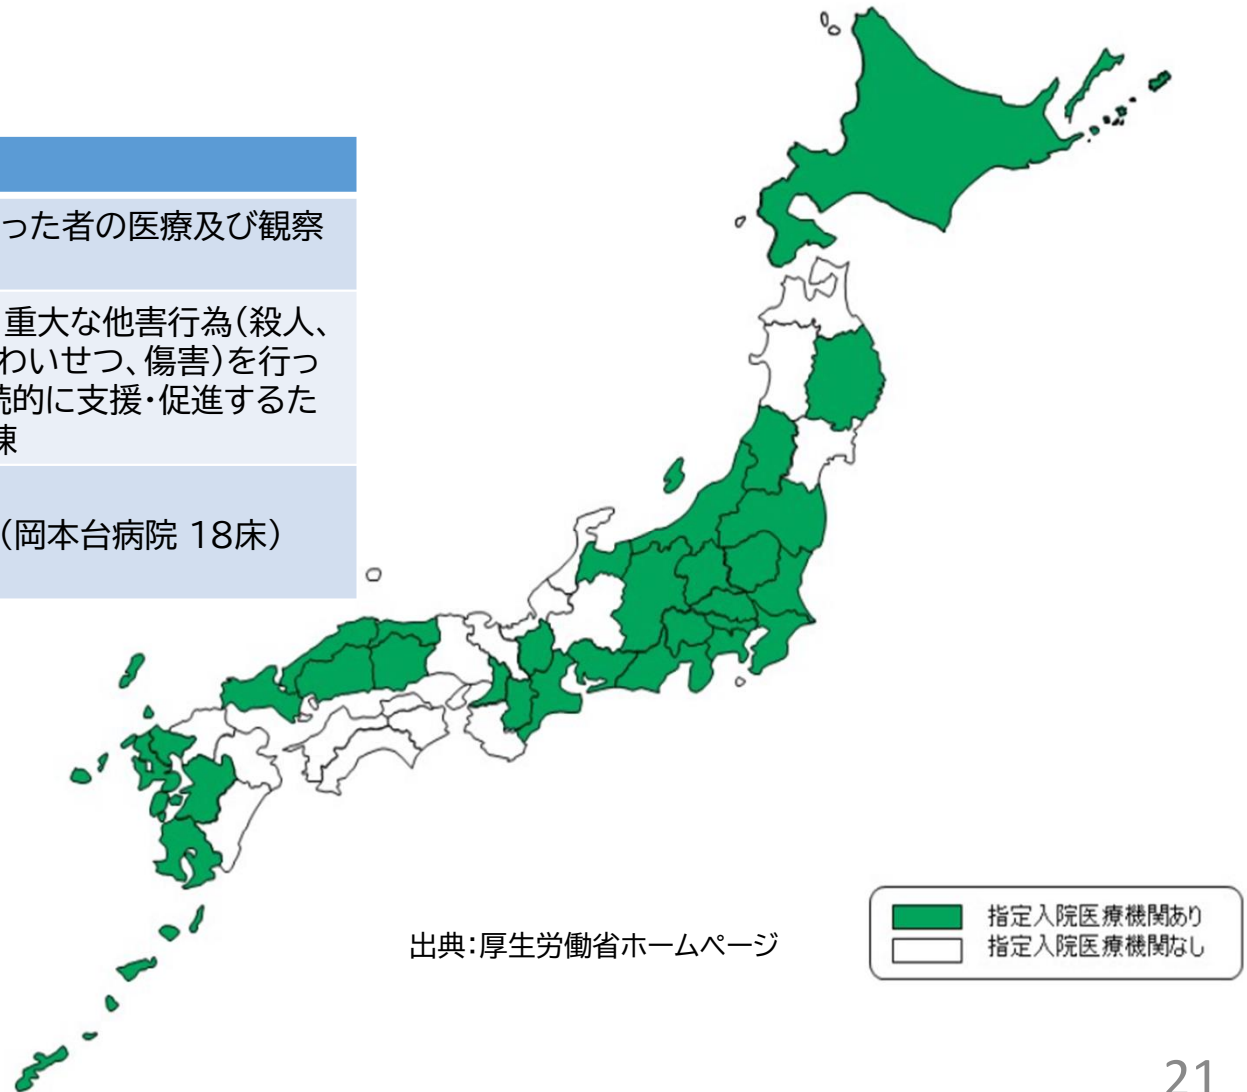 った者の医療及び観察
重大な他害行為（殺人、
わいせつ、傷害）を行っ
続的に支援・促進するた
棟
（岡本台病院 18床）
出典：厚生労働省ホームページ
指定入院医療機関あり
指定入院医療機関なし
21